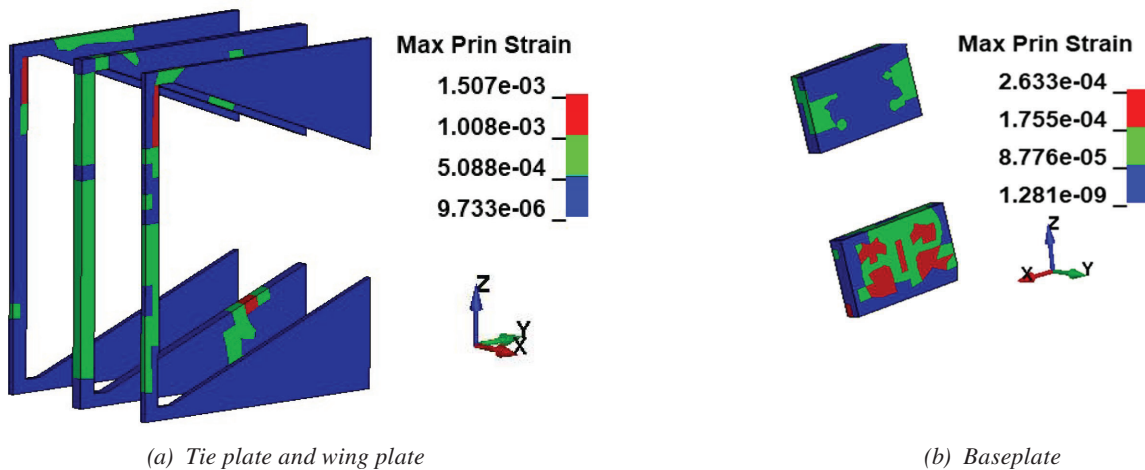 Max Prin Strain
1.507e-03
1.008e-03
5.088e-04
9.733e-06
Z
Y
X
(a) Tie plate and wing plate
Max Prin Strain
2.633e-04
1.755e-04
8.776e-05
1.281e-09
Z
X
Y
(b) Baseplate